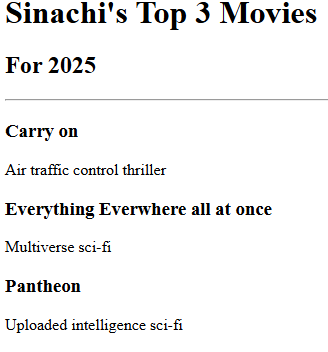 Sinachi's Top 3 Movies
For 2025
Carry on
Air traffic control thriller
Everything Everwhere all at once
Multiverse sci-fi
Pantheon
Uploaded intelligence sci-fi